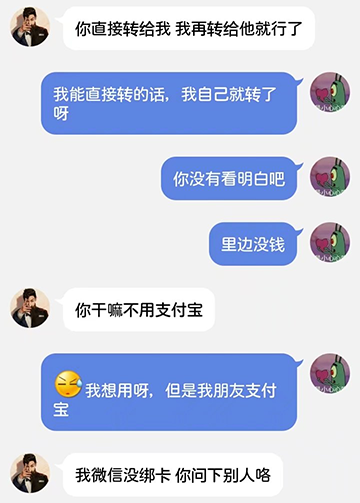 你直接转给我 我再转给他就行了
我能直接转的话，我自己就转了
呀
你没有看明白吧
里边没钱
你干嘛不用支付宝
我想用呀，但是我朋友支付
宝
我微信没绑卡 你问下别人咯